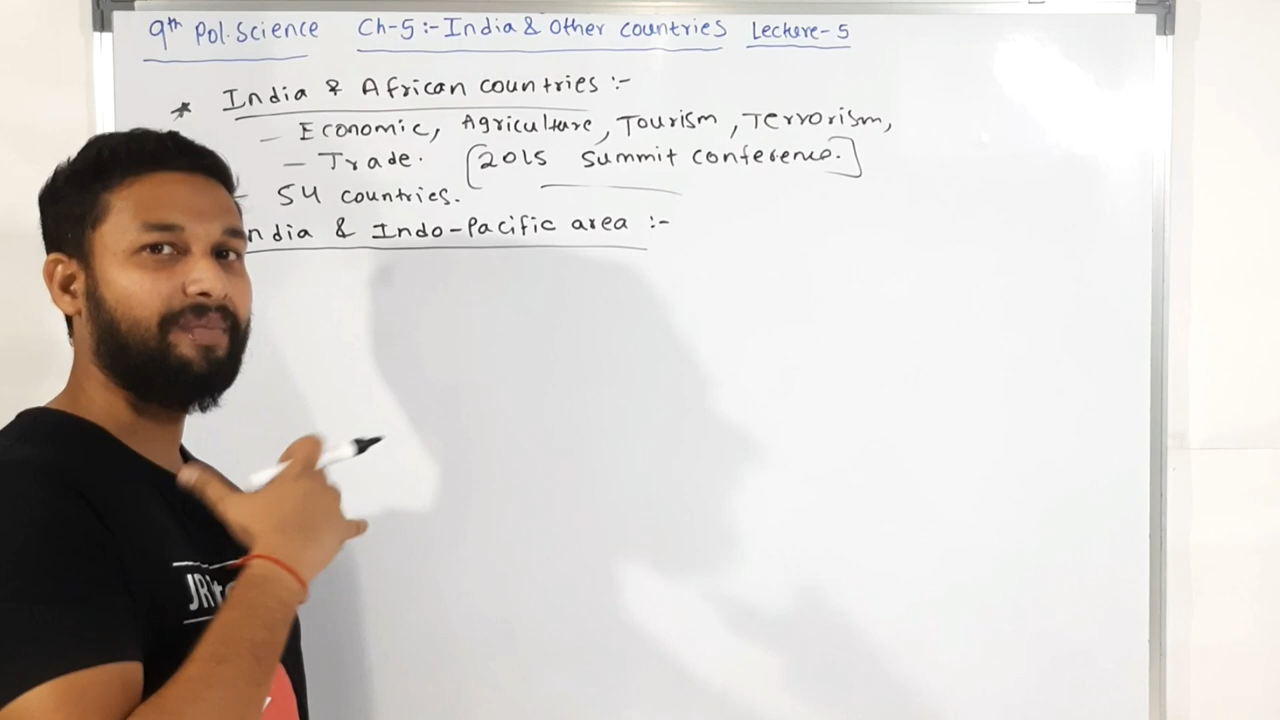 9th Pol. Science Ch-5:- India & Other countries Lecture-5
* India & African countries :-
- Economic, Agriculture, Tourism, Terrorism,
- Trade. [2015 Summit conference.]
- 54 countries.
ndia & Indo-Pacific area :-